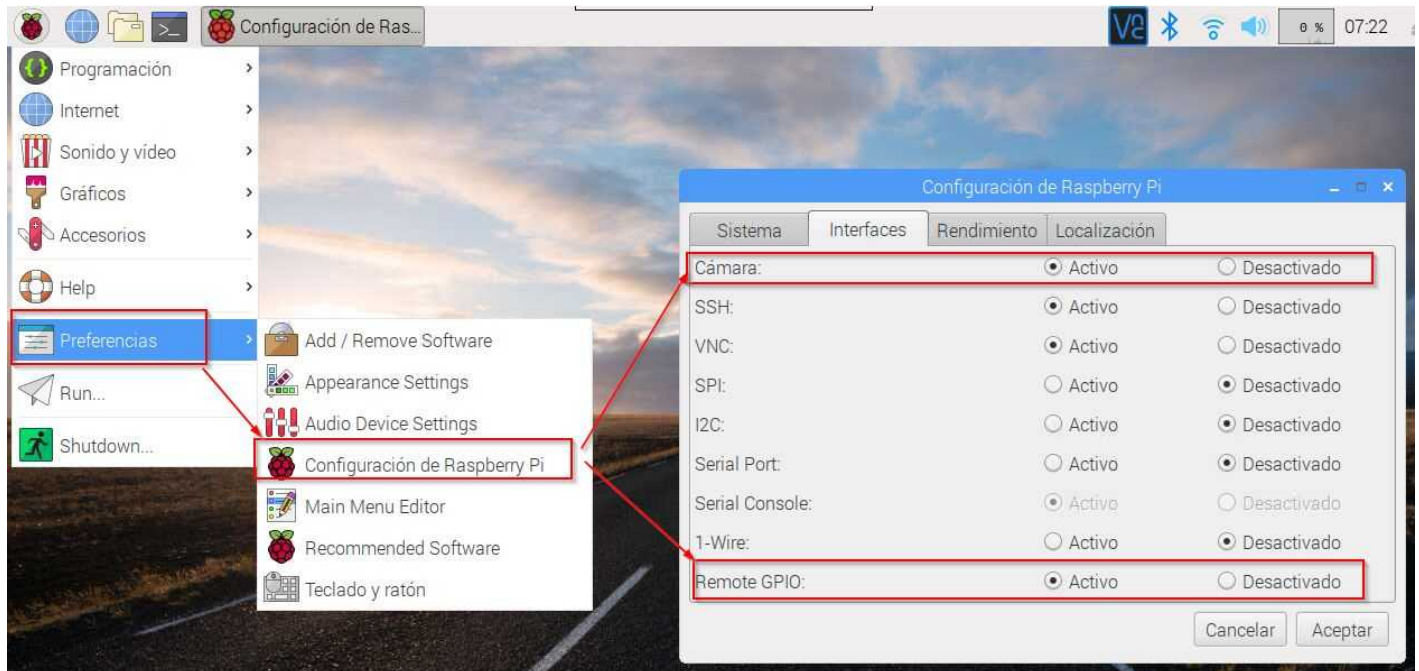 Configuración de Ras...
VS
0 %
07:22
Programación
Internet
Sonido y vídeo
Gráficos
Accesorios
Help
Preferencias
Run...
Shutdown...
Add / Remove Software
Appearance Settings
Audio Device Settings
Configuración de Raspberry Pi
Main Menu Editor
Recommended Software
Teclado y ratón
Configuración de Raspberry Pi
Sistema Interfaces Rendimiento Localización
Cámara: Activo Desactivado
SSH: Activo Desactivado
VNC: Activo Desactivado
SPI: Activo Desactivado
I2C: Activo Desactivado
Serial Port: Activo Desactivado
Serial Console: Activo Desactivado
1-Wire: Activo Desactivado
Remote GPIO: Activo Desactivado
Cancelar Aceptar